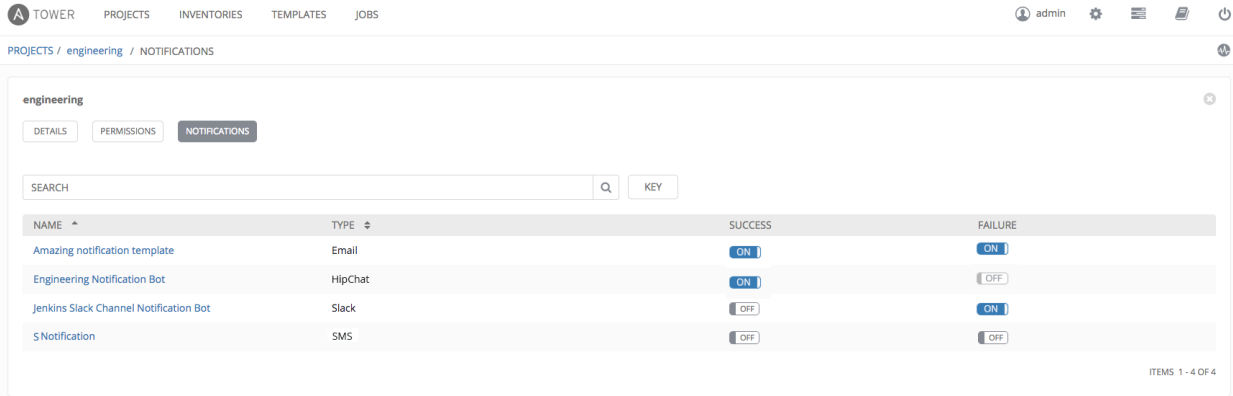 A TOWER PROJECTS INVENTORIES TEMPLATES JOBS admin
PROJECTS / engineering / NOTIFICATIONS
engineering
DETAILS PERMISSIONS NOTIFICATIONS
SEARCH KEY
NAME TYPE SUCCESS FAILURE
Amazing notification template Email ON ON
Engineering Notification Bot HipChat ON OFF
Jenkins Slack Channel Notification Bot Slack OFF ON
S Notification SMS OFF OFF
ITEMS 1 - 4 OF 4